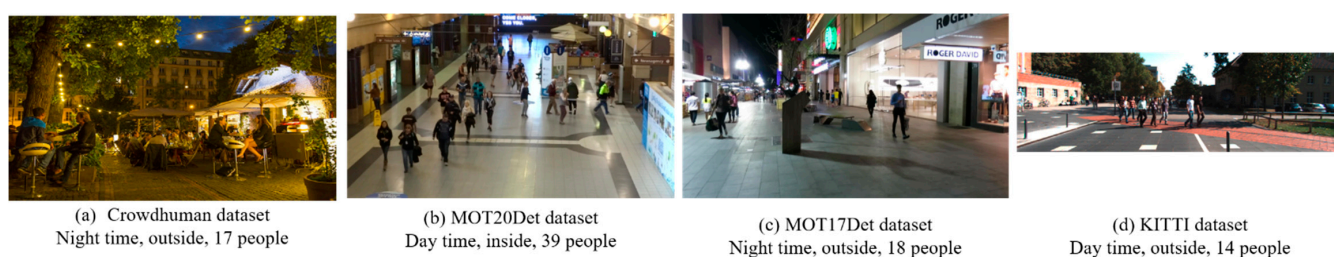 ROGER DAVID
ROGER DAVID
(a) Crowdhuman dataset
Night time, outside, 17 people
(b) MOT20Det dataset
Day time, inside, 39 people
(c) MOT17Det dataset
Night time, outside, 18 people
(d) KITTI dataset
Day time, outside, 14 people